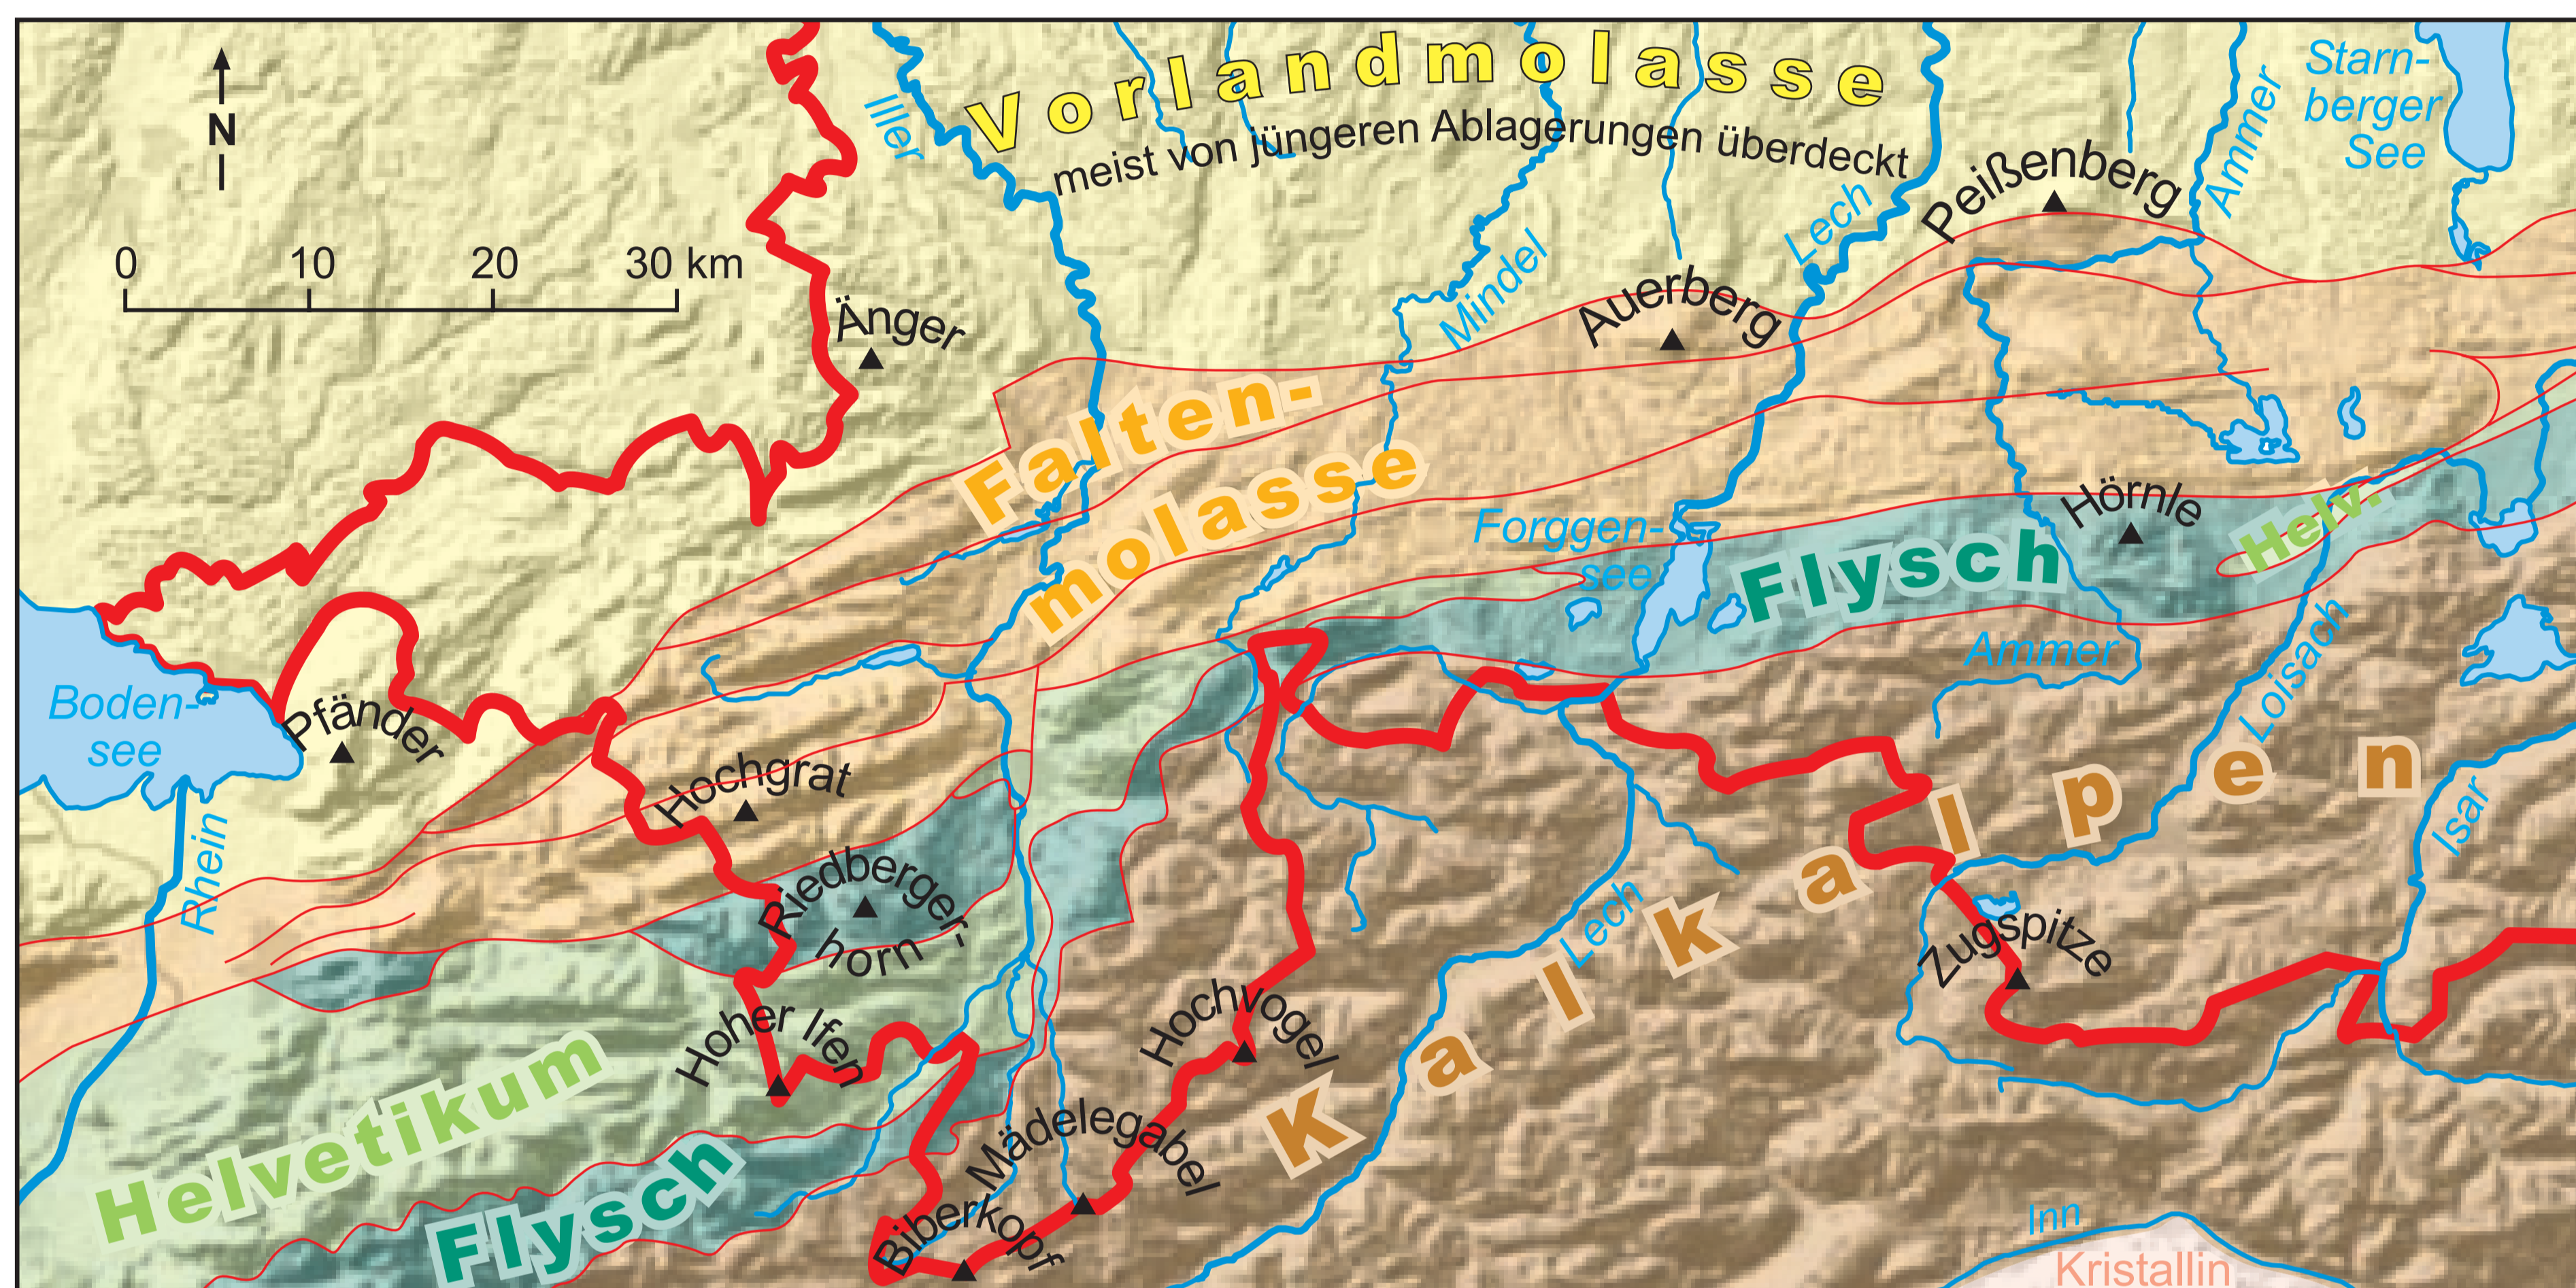 Vorlandmolasse
meist von jüngeren Ablagerungen überdeckt
Starn-
berger
See
Iller
Ammer
N
Peißenberg
Lech
0 10 20 30 km
Mindel
Auerberg
Änger
Falten-
molasse
Forggen-
see
Flysch
Hörnle
Helv.
Ammer
Loisach
Boden-
see
Pfänder
Rhein
Hochgrat
Riedberger-
horn
Isar
Kalkalpen
Lech
Zugspitze
Hoher Ifen
Hochvogel
Helvetikum
Flysch
Mädelegabel
Biberkopf
Inn
Kristallin